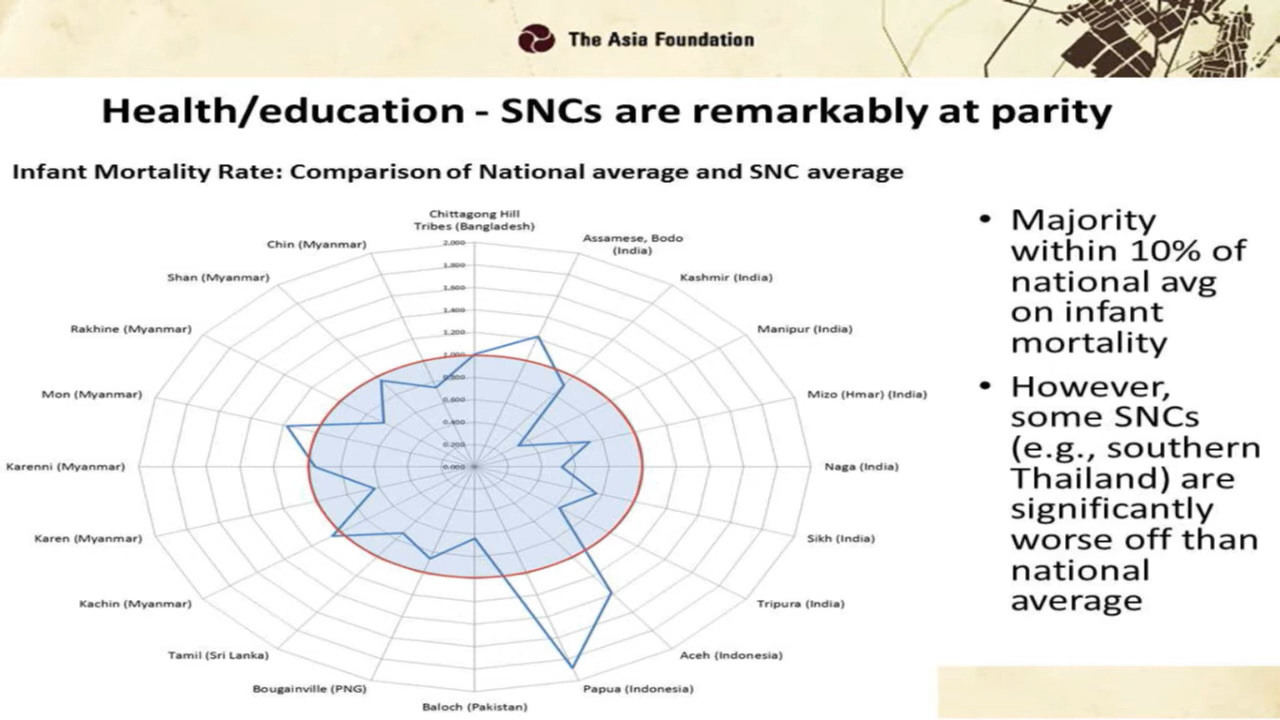 The Asia Foundation
Health/education - SNCs are remarkably at parity
Infant Mortality Rate: Comparison of National average and SNC average
Chittagong Hill
Tribes (Bangladesh)
Chin (Myanmar)
Assamese, Bodo
(India)
Shan (Myanmar)
Kashmir (India)
Rakhine (Myanmar)
Manipur (India)
Mon (Myanmar)
Mizo (Hmar) (India)
Karenni (Myanmar)
Naga (India)
Karen (Myanmar)
Sikh (India)
Kachin (Myanmar)
Tripura (India)
Tamil (Sri Lanka)
Aceh (Indonesia)
Bougainville (PNG)
Papua (Indonesia)
Baloch (Pakistan)
2.000
1.800
1.600
1.400
1.200
1.000
0.800
0.600
0.400
0.200
0.000
• Majority
within 10% of
national avg
on infant
mortality
• However,
some SNCs
(e.g., southern
Thailand) are
significantly
worse off than
national
average